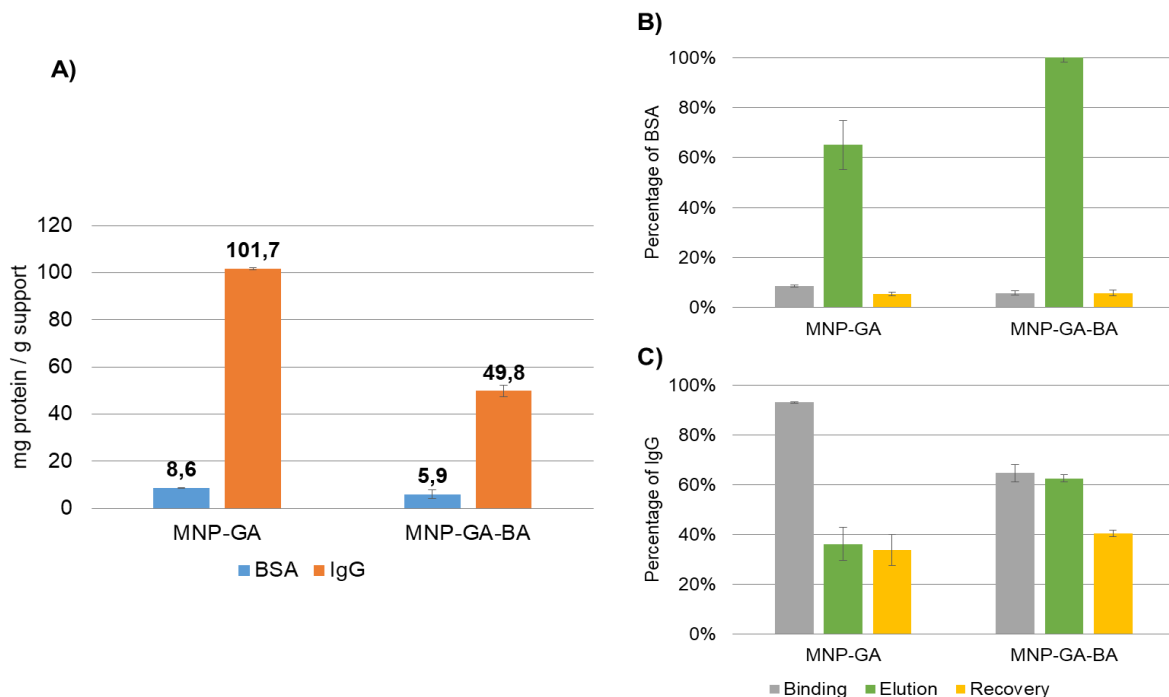 A)
mg protein / g support
120
100
80
60
40
20
0
8,6
101,7
5,9
49,8
MNP-GA
MNP-GA-BA
BSA
IgG
B)
Percentage of BSA
100%
80%
60%
40%
20%
0%
MNP-GA
MNP-GA-BA
C)
Percentage of IgG
100%
80%
60%
40%
20%
0%
MNP-GA
MNP-GA-BA
Binding
Elution
Recovery